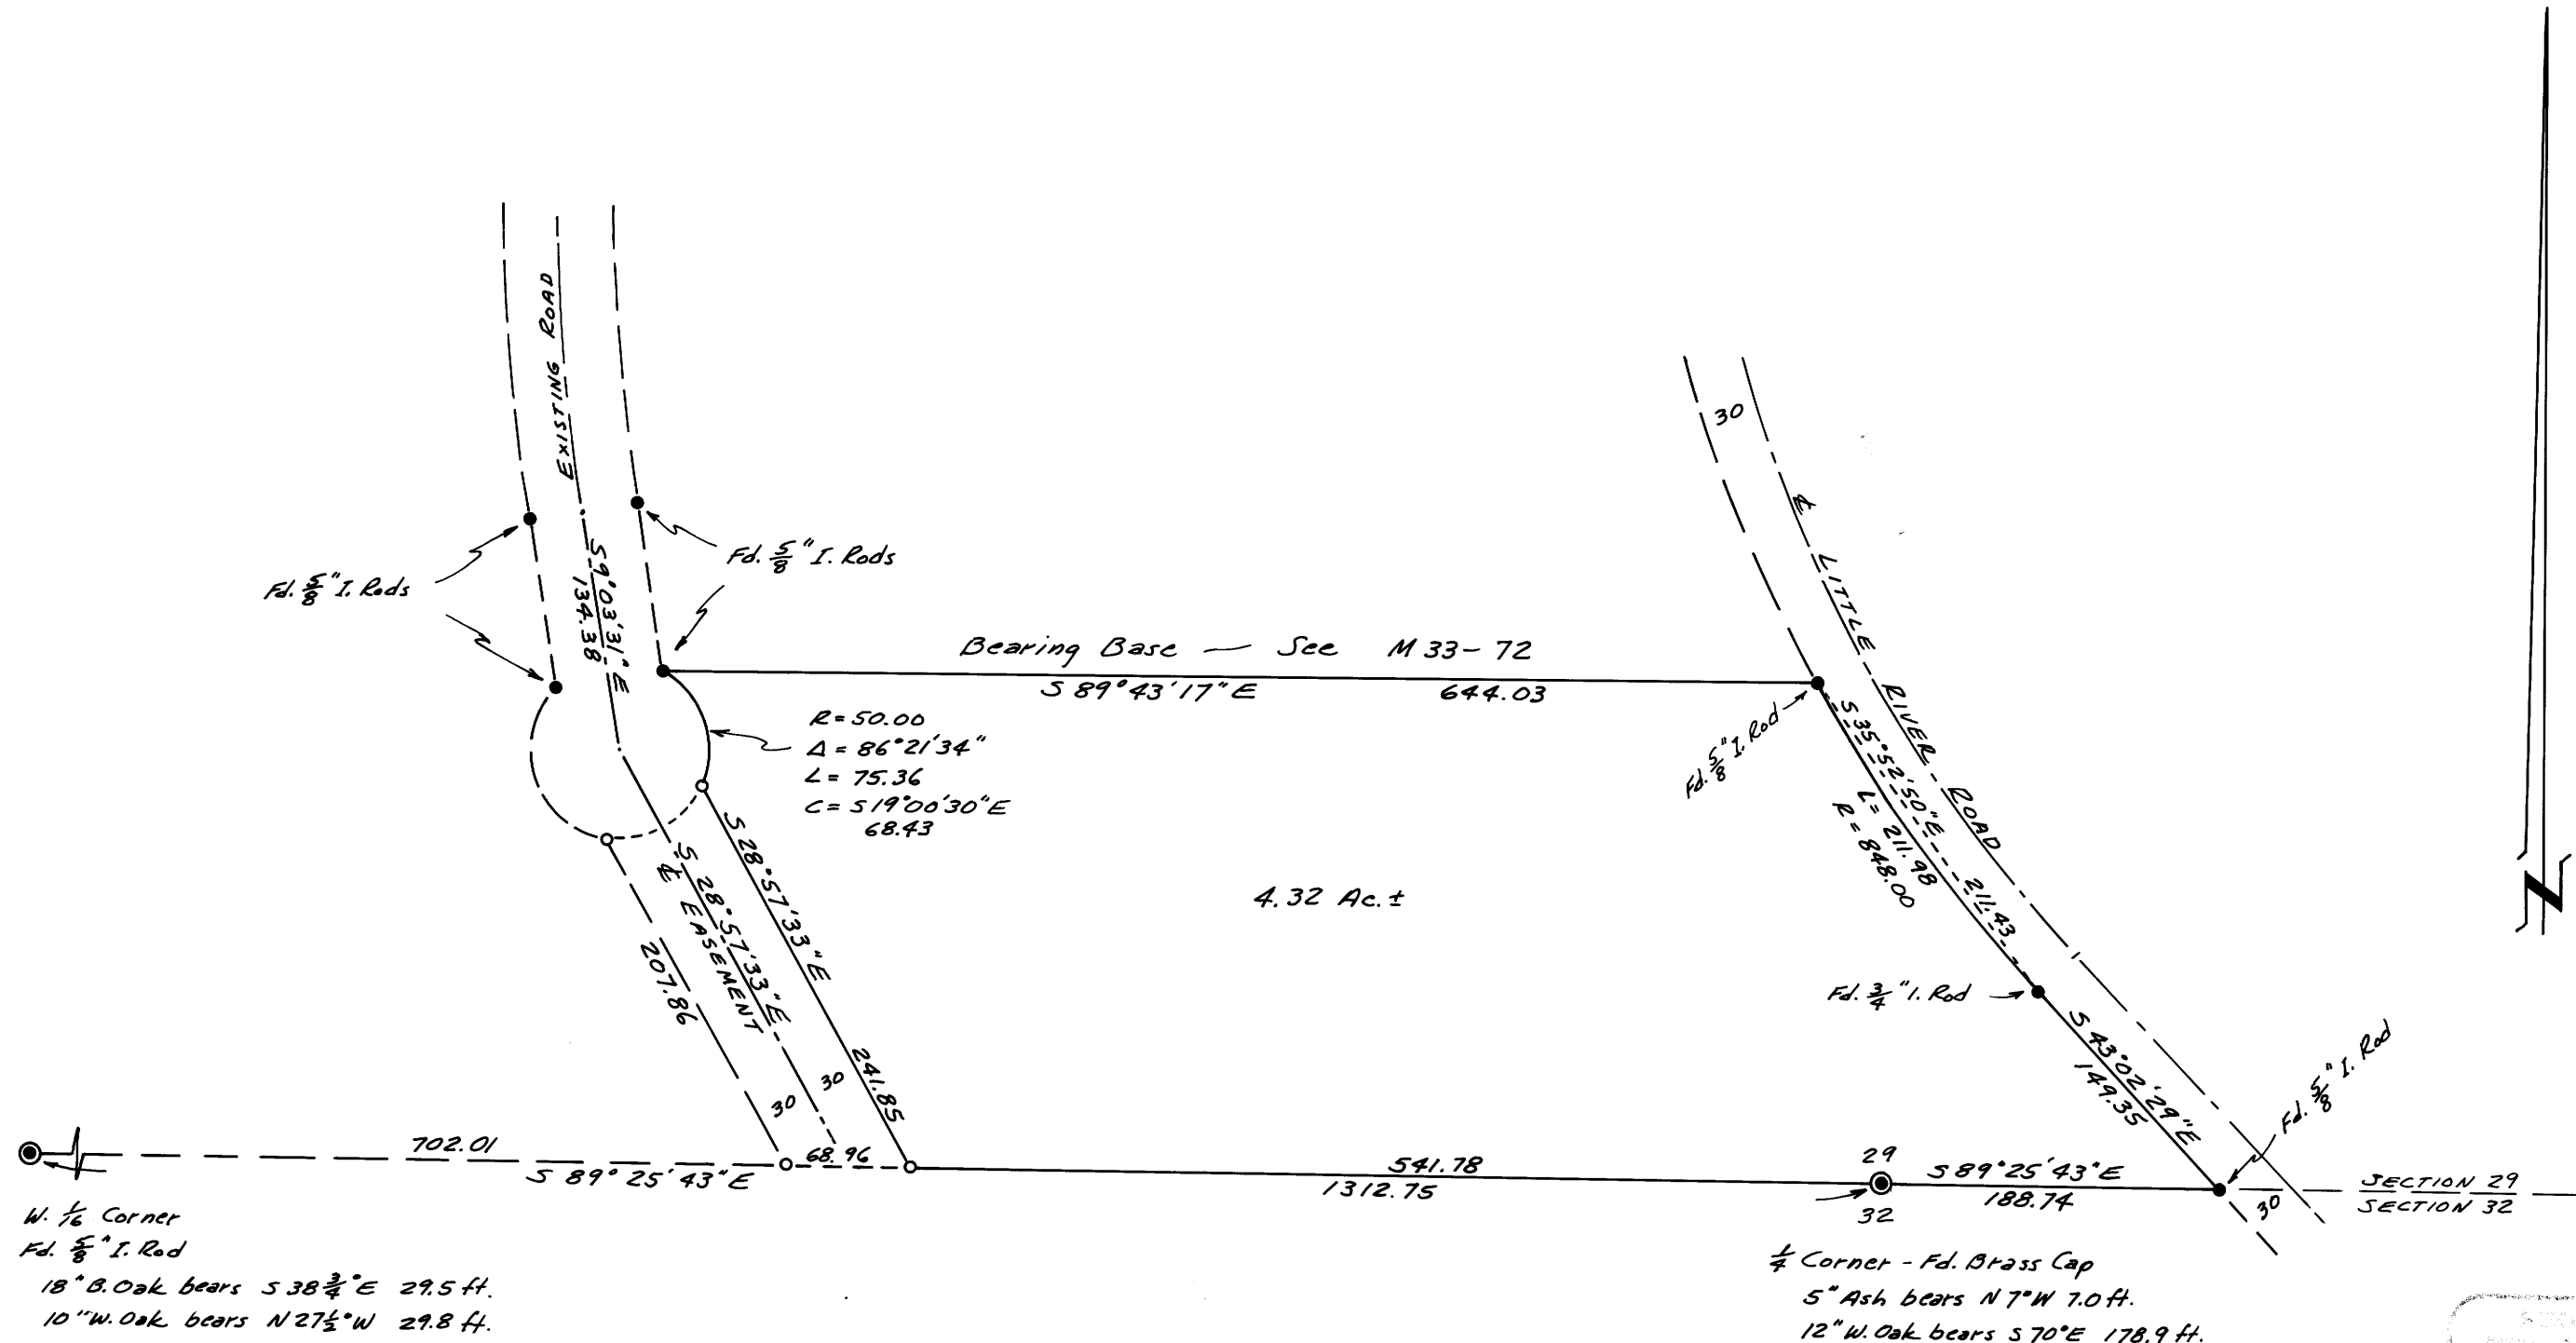 EXISTING ROAD
S 9°03'31" E
134.38
Fd. 5/8" I. Rods
Fd. 5/8" I. Rods
30
℄ LITTLE RIVER ROAD
Bearing Base — See M 33-72
S 89°43'17" E 644.03
R = 50.00
Δ = 86°21'34"
L = 75.36
C = S 19°00'30" E
68.43
Fd. 5/8" I. Rod
S 35°52'50" E 211.43
L = 211.98
R = 848.00
S 28°57'33" E
241.85
S 28°57'33" E
℄ EASEMENT
207.86
30
30
4.32 Ac. ±
Fd. 3/4" I. Rod
S 43°02'29" E
149.35
Fd. 5/8" I. Rod
702.01
S 89°25'43" E
68.96
541.78
1312.75
29
32
S 89°25'43" E
188.74
30
SECTION 29
SECTION 32
W. 1/16 Corner
Fd. 5/8" I. Rod
18" B. Oak bears S 38 3/4° E 29.5 ft.
10" W. Oak bears N 27 1/2° W 29.8 ft.
1/4 Corner - Fd. Brass Cap
5" Ash bears N 7° W 7.0 ft.
12" W. Oak bears S 70° E 178.9 ft.
N